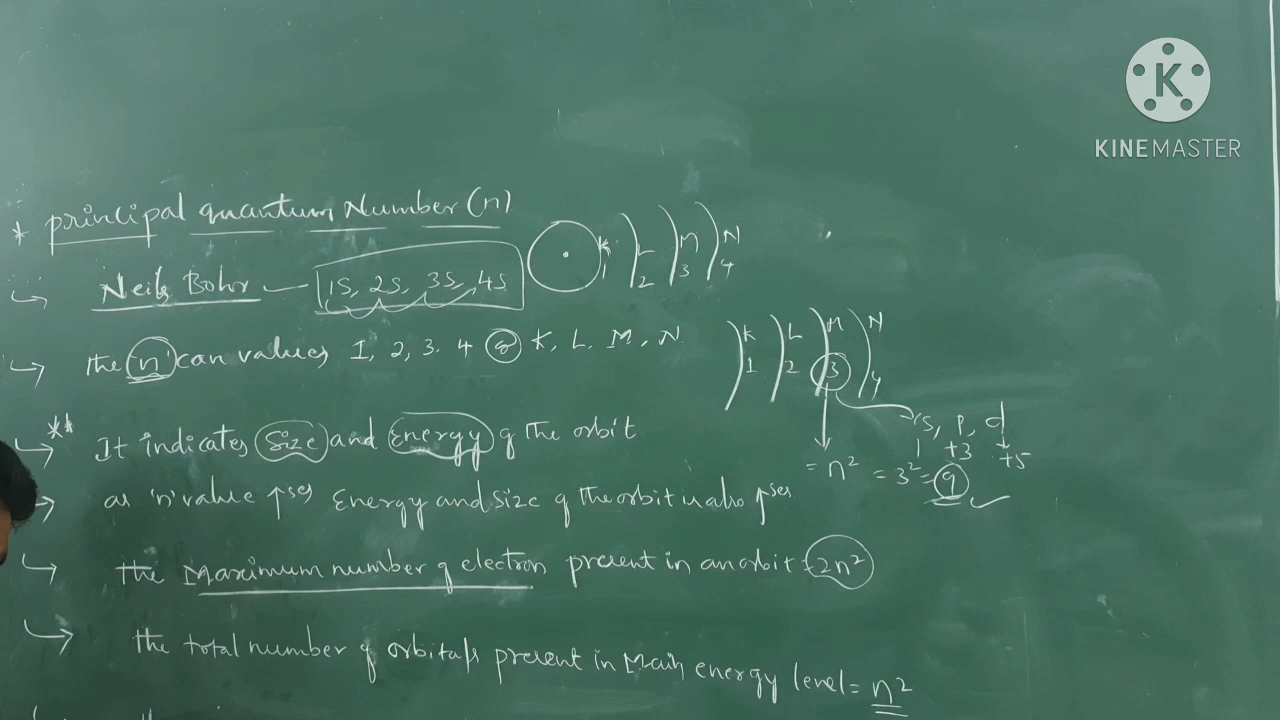 K
KINEMASTER
* principal quantum Number (n)
Neils Bohr — 1S, 2S, 3S, 4S
K L M N
1 2 3 4
the 'n' can values 1, 2, 3. 4 K, L, M, N.
K L M N
1 2 3 4
** It indicates Size and Energy of the orbit.
s, p, d
1 +3 +5
= n² = 3² = 9
as 'n' value ↑ses Energy and Size of the orbit is also ↑ses
the Maximum number of electron present in an orbit = 2n²
the total number of orbitals present in Main energy level = n²